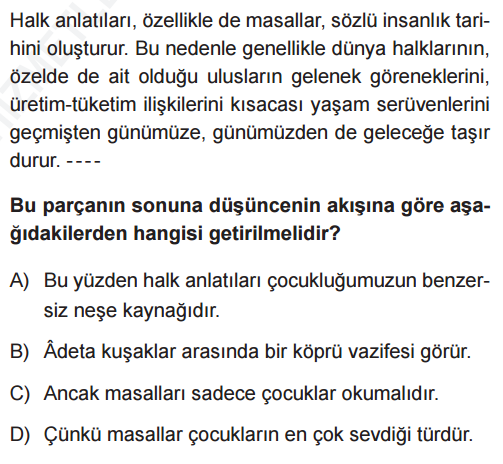 Halk anlatıları, özellikle de masallar, sözlü insanlık tari-
hini oluşturur. Bu nedenle genellikle dünya halklarının,
özelde de ait olduğu ulusların gelenek göreneklerini,
üretim-tüketim ilişkilerini kısacası yaşam serüvenlerini
geçmişten günümüze, günümüzden de geleceğe taşır
durur. ----
Bu parçanın sonuna düşüncenin akışına göre aşa-
ğıdakilerden hangisi getirilmelidir?
A) Bu yüzden halk anlatıları çocukluğumuzun benzer-
siz neşe kaynağıdır.
B) Âdeta kuşaklar arasında bir köprü vazifesi görür.
C) Ancak masalları sadece çocuklar okumalıdır.
D) Çünkü masallar çocukların en çok sevdiği türdür.